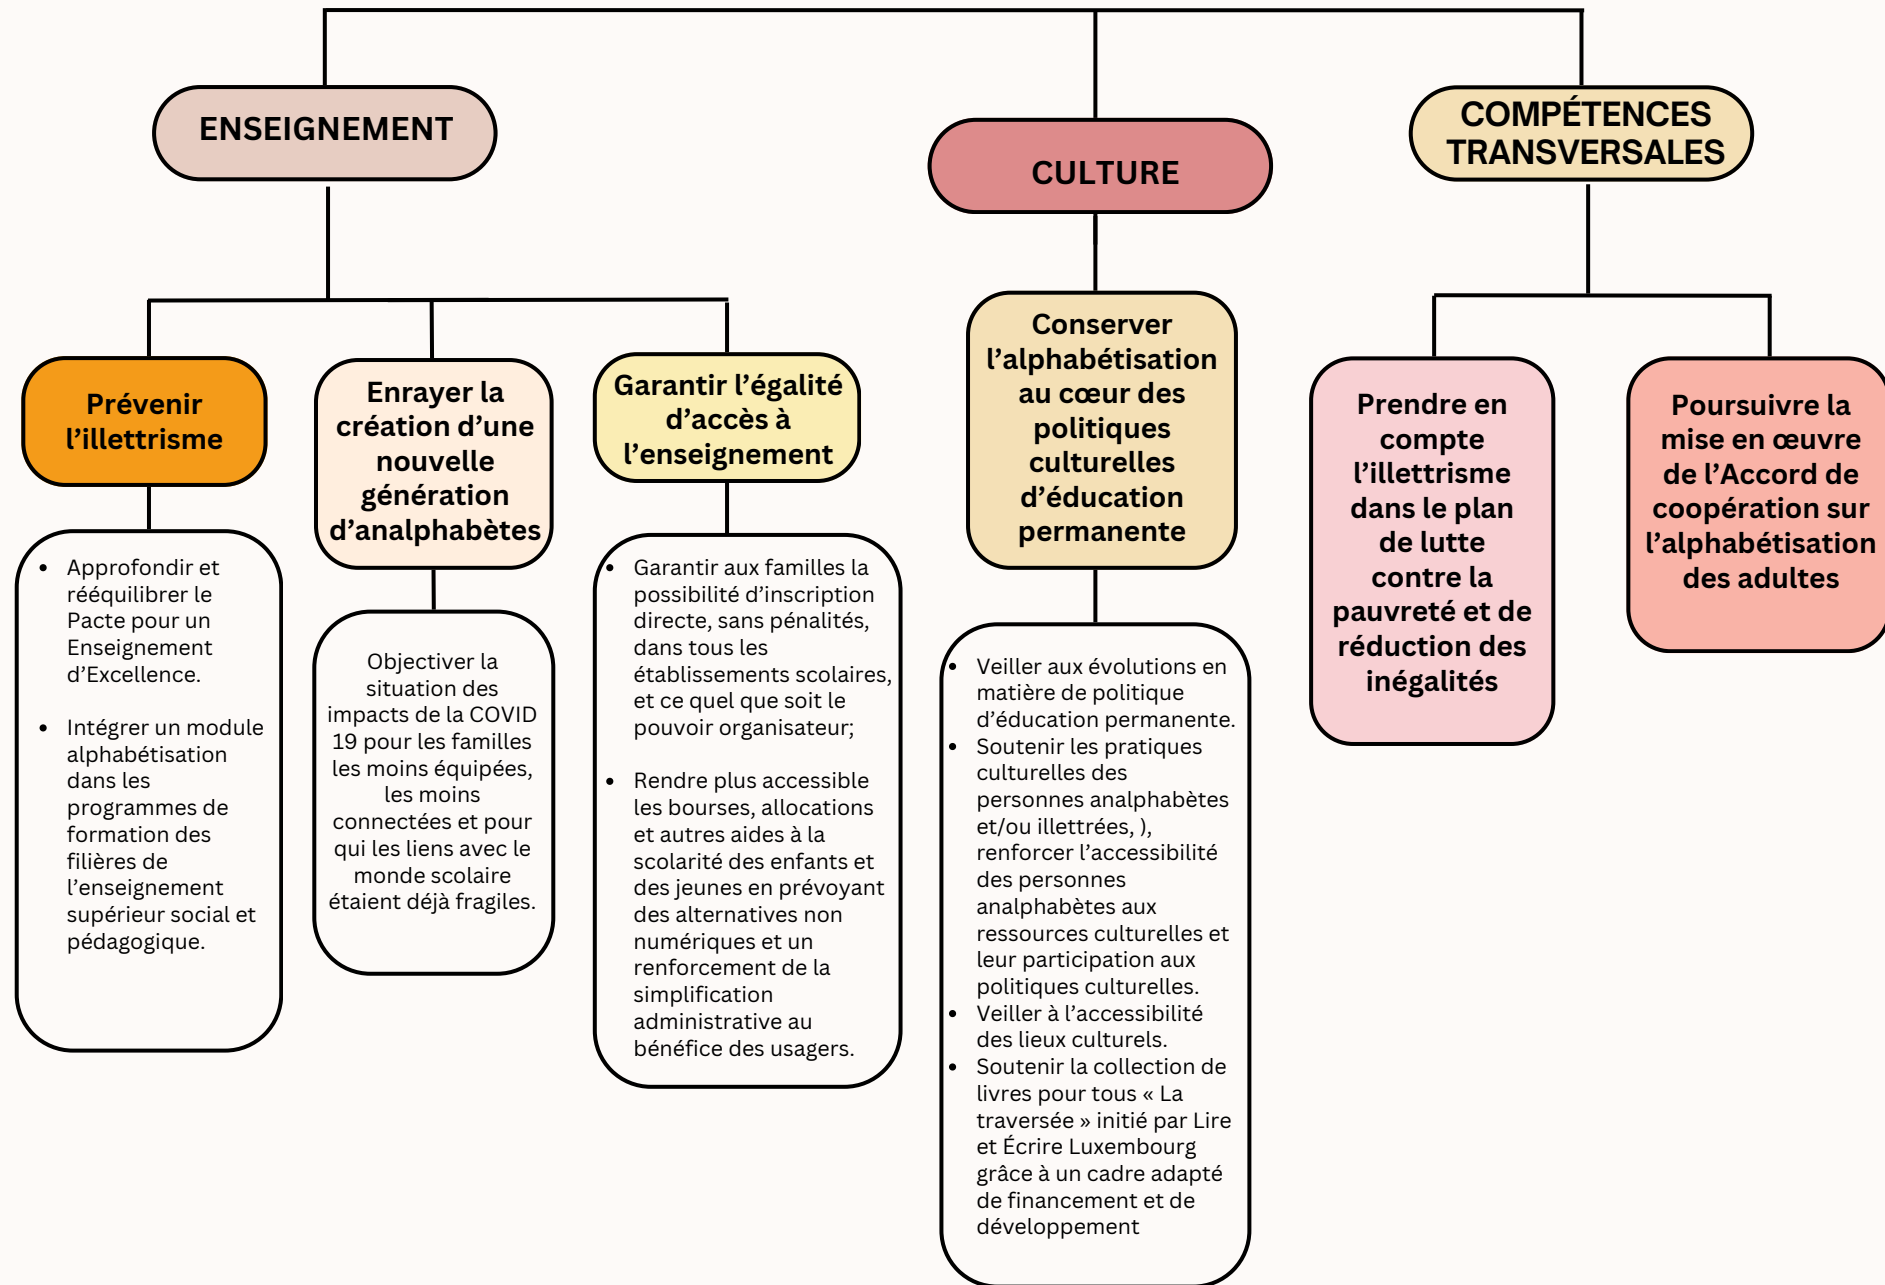 ENSEIGNEMENT
CULTURE
COMPÉTENCES
TRANSVERSALES
Prévenir
l’illettrisme
• Approfondir et
rééquilibrer le
Pacte pour un
Enseignement
d’Excellence.
• Intégrer un module
alphabétisation
dans les
programmes de
formation des
filières de
l’enseignement
supérieur social et
pédagogique.
Enrayer la
création d’une
nouvelle
génération
d’analphabètes
Objectiver la
situation des
impacts de la COVID
19 pour les familles
les moins équipées,
les moins
connectées et pour
qui les liens avec le
monde scolaire
étaient déjà fragiles.
Garantir l’égalité
d’accès à
l’enseignement
• Garantir aux familles la
possibilité d’inscription
directe, sans pénalités,
dans tous les
établissements scolaires,
et ce quel que soit le
pouvoir organisateur;
• Rendre plus accessible
les bourses, allocations
et autres aides à la
scolarité des enfants et
des jeunes en prévoyant
des alternatives non
numériques et un
renforcement de la
simplification
administrative au
bénéfice des usagers.
Conserver
l’alphabétisation
au cœur des
politiques
culturelles
d’éducation
permanente
• Veiller aux évolutions en
matière de politique
d’éducation permanente.
• Soutenir les pratiques
culturelles des
personnes analphabètes
et/ou illettrées, ),
renforcer l’accessibilité
des personnes
analphabètes aux
ressources culturelles et
leur participation aux
politiques culturelles.
• Veiller à l’accessibilité
des lieux culturels.
• Soutenir la collection de
livres pour tous « La
traversée » initié par Lire
et Écrire Luxembourg
grâce à un cadre adapté
de financement et de
développement
Prendre en
compte
l’illettrisme
dans le plan
de lutte
contre la
pauvreté et de
réduction des
inégalités
Poursuivre la
mise en œuvre
de l’Accord de
coopération sur
l’alphabétisation
des adultes